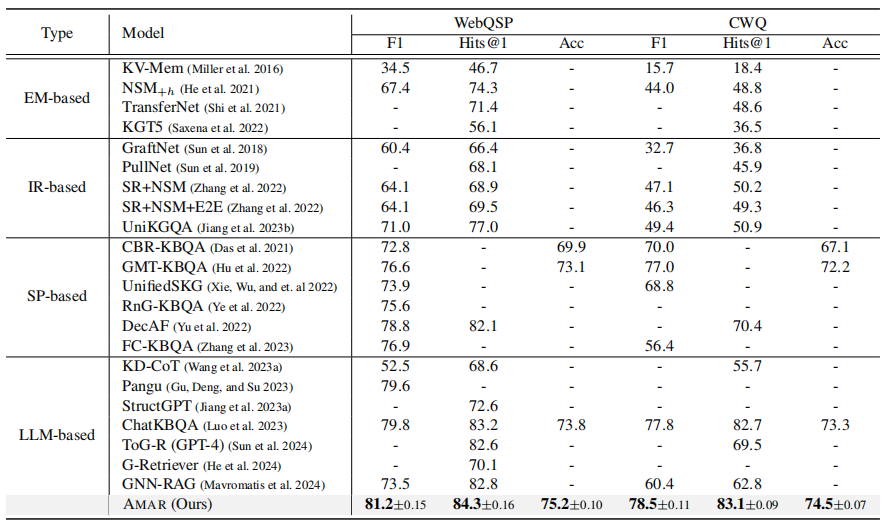 Type Model WebQSP CWQ
F1 Hits@1 Acc F1 Hits@1 Acc
EM-based
KV-Mem (Miller et al. 2016) 34.5 46.7 - 15.7 18.4 -
NSM+h (He et al. 2021) 67.4 74.3 - 44.0 48.8 -
TransferNet (Shi et al. 2021) - 71.4 - - 48.6 -
KGT5 (Saxena et al. 2022) - 56.1 - - 36.5 -
IR-based
GraftNet (Sun et al. 2018) 60.4 66.4 - 32.7 36.8 -
PullNet (Sun et al. 2019) - 68.1 - - 45.9 -
SR+NSM (Zhang et al. 2022) 64.1 68.9 - 47.1 50.2 -
SR+NSM+E2E (Zhang et al. 2022) 64.1 69.5 - 46.3 49.3 -
UniKGQA (Jiang et al. 2023b) 71.0 77.0 - 49.4 50.9 -
SP-based
CBR-KBQA (Das et al. 2021) 72.8 - 69.9 70.0 - 67.1
GMT-KBQA (Hu et al. 2022) 76.6 - 73.1 77.0 - 72.2
UnifiedSKG (Xie, Wu, and et. al 2022) 73.9 - - 68.8 - -
RnG-KBQA (Ye et al. 2022) 75.6 - - - - -
DecAF (Yu et al. 2022) 78.8 82.1 - - 70.4 -
FC-KBQA (Zhang et al. 2023) 76.9 - - 56.4 - -
LLM-based
KD-CoT (Wang et al. 2023a) 52.5 68.6 - - 55.7 -
Pangu (Gu, Deng, and Su 2023) 79.6 - - - - -
StructGPT (Jiang et al. 2023a) - 72.6 - - - -
ChatKBQA (Luo et al. 2023) 79.8 83.2 73.8 77.8 82.7 73.3
ToG-R (GPT-4) (Sun et al. 2024) - 82.6 - - 69.5 -
G-Retriever (He et al. 2024) - 70.1 - - - -
GNN-RAG (Mavromatis et al. 2024) 73.5 82.8 - 60.4 62.8 -
AMAR (Ours) 81.2±0.15 84.3±0.16 75.2±0.10 78.5±0.11 83.1±0.09 74.5±0.07